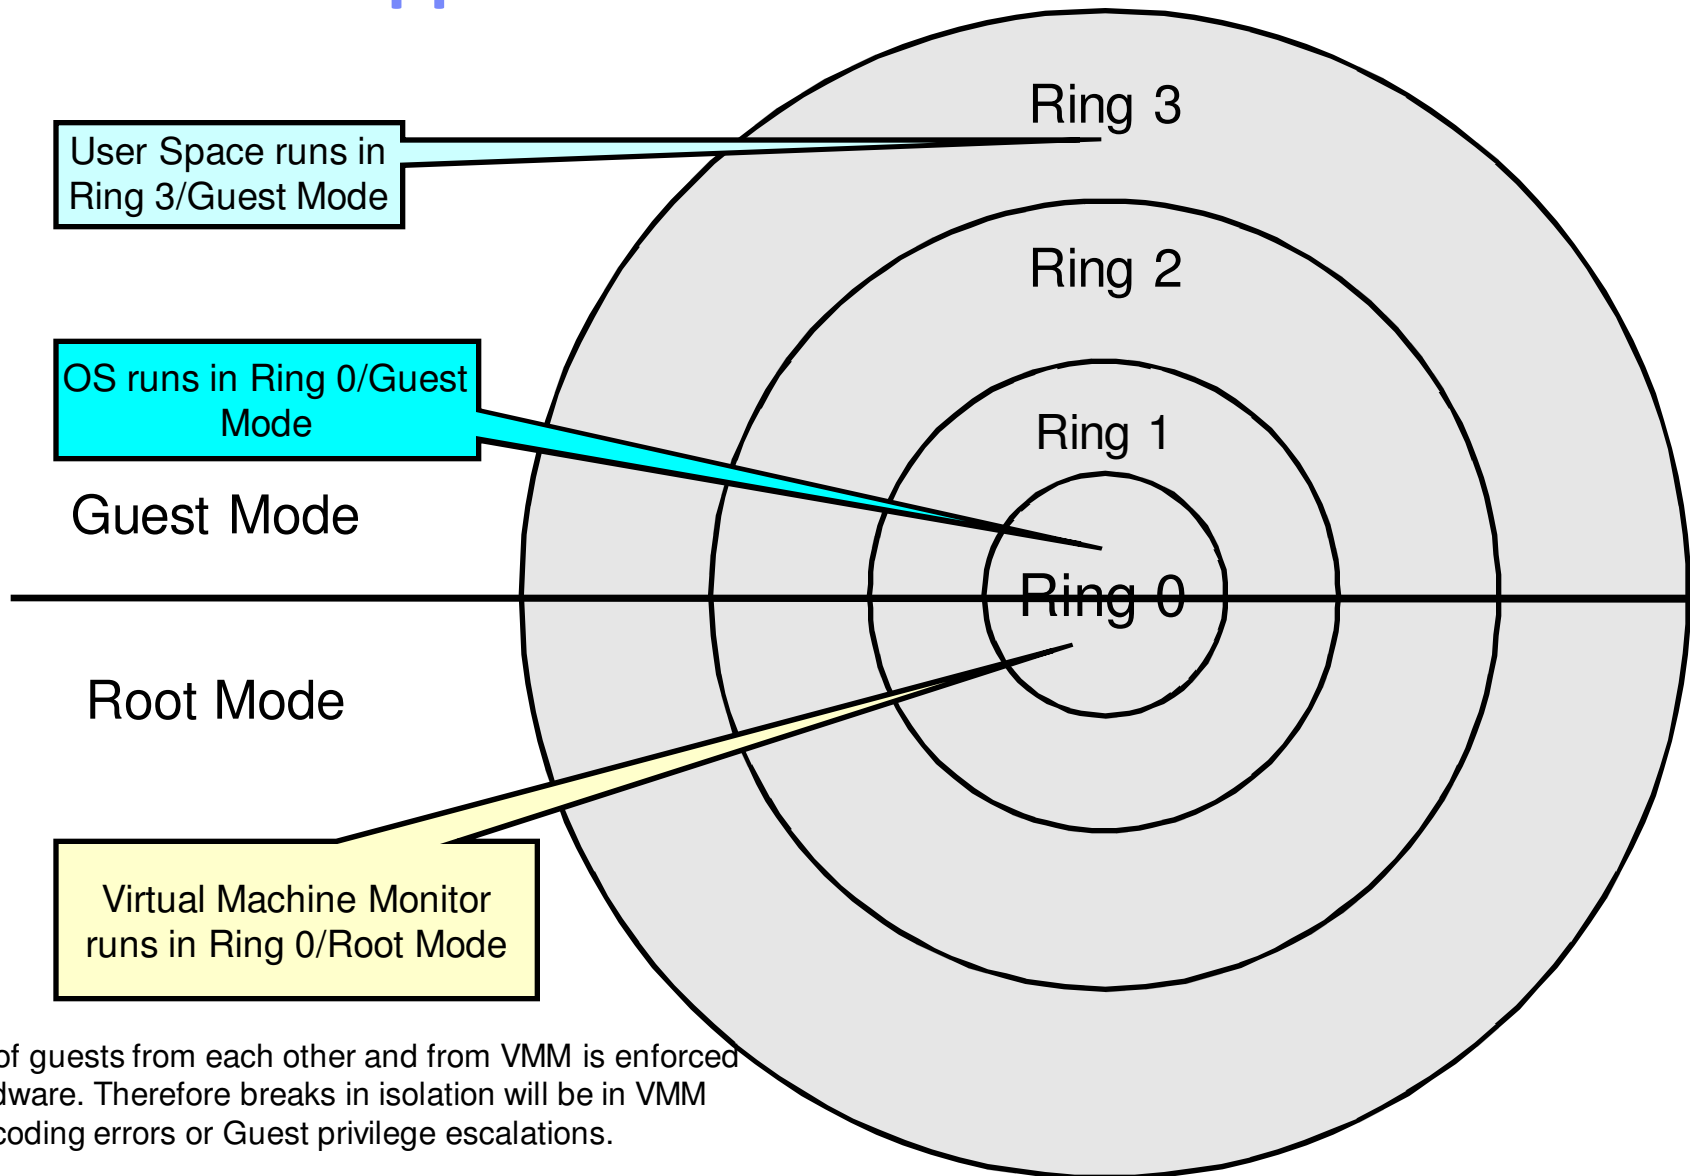 Ring 3
User Space runs in
Ring 3/Guest Mode
Ring 2
OS runs in Ring 0/Guest
Mode
Ring 1
Guest Mode
Ring 0
Root Mode
Virtual Machine Monitor
runs in Ring 0/Root Mode
of guests from each other and from VMM is enforced
Therefore breaks in isolation will be in VMM
coding errors or Guest privilege escalations.